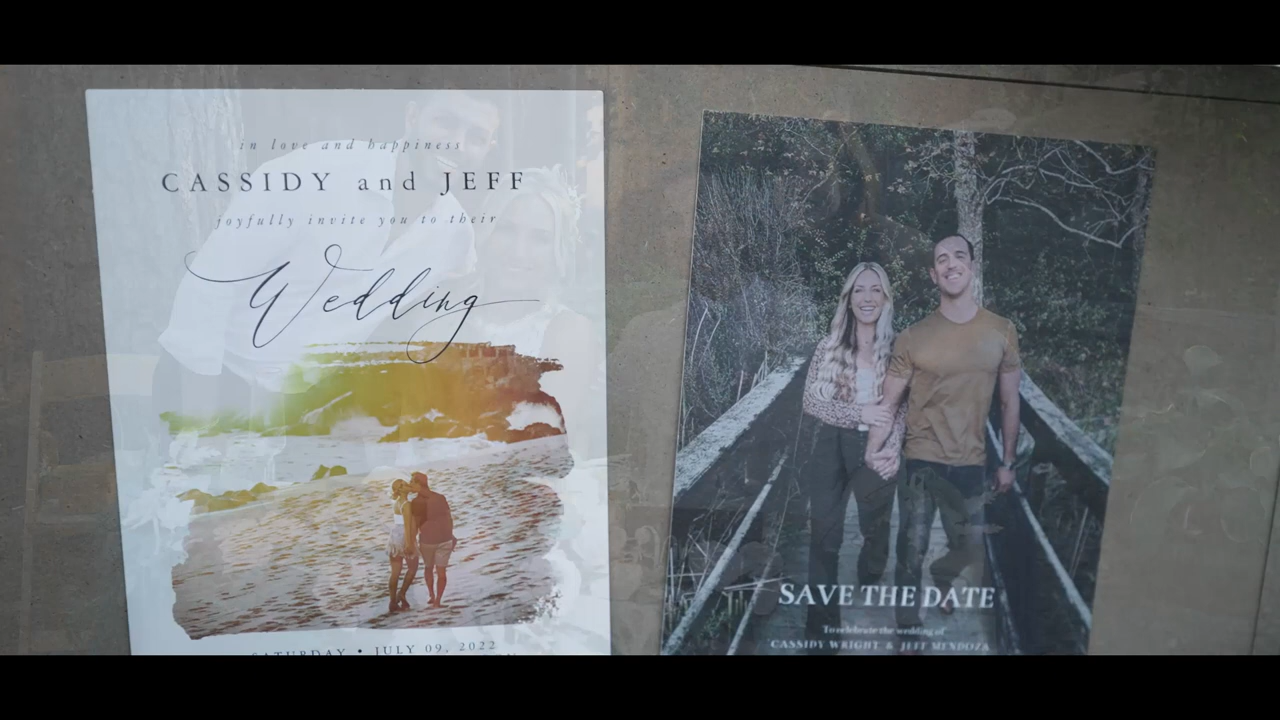 in love and happiness
CASSIDY and JEFF
joyfully invite you to their
Wedding
SATURDAY • JULY 09, 2022
SAVE THE DATE
To celebrate the wedding of
CASSIDY WRIGHT & JEFF MENDOZA